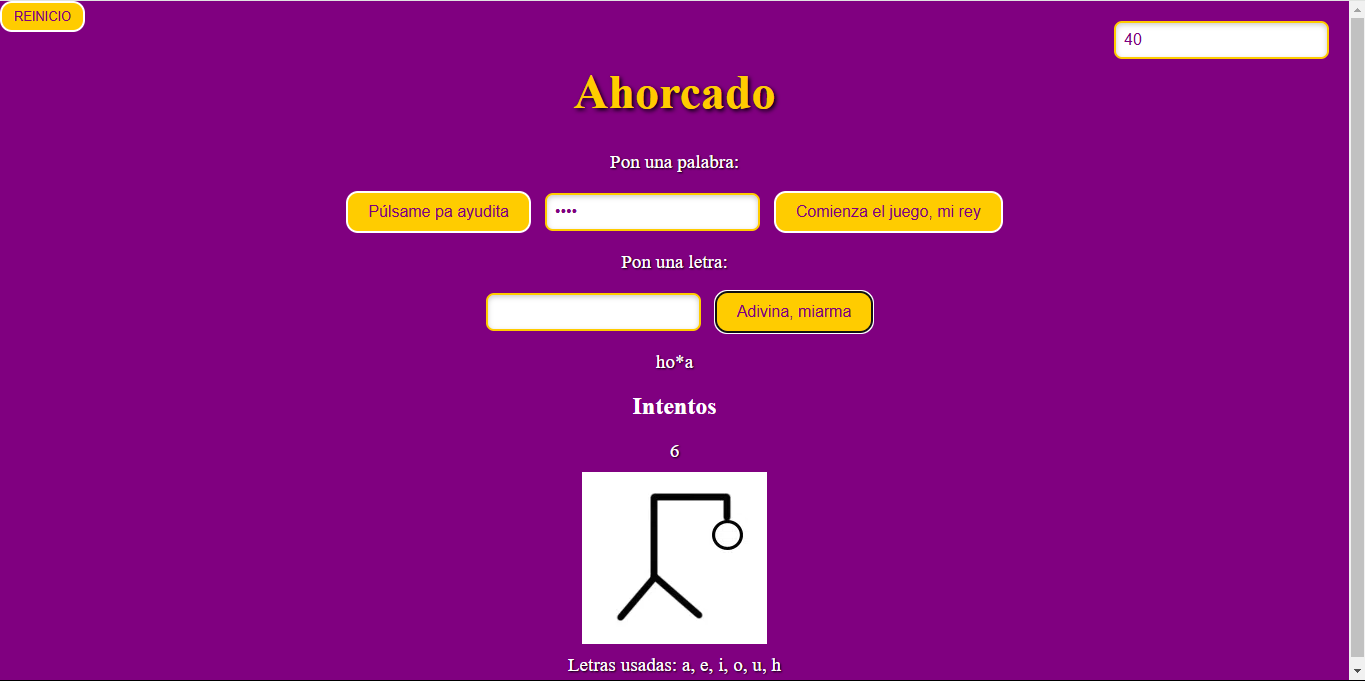 REINICIO
40
Ahorcado
Pon una palabra:
Púlsame pa ayudita •••• Comienza el juego, mi rey
Pon una letra:
Adivina, miarma
ho*a
Intentos
6
Letras usadas: a, e, i, o, u, h